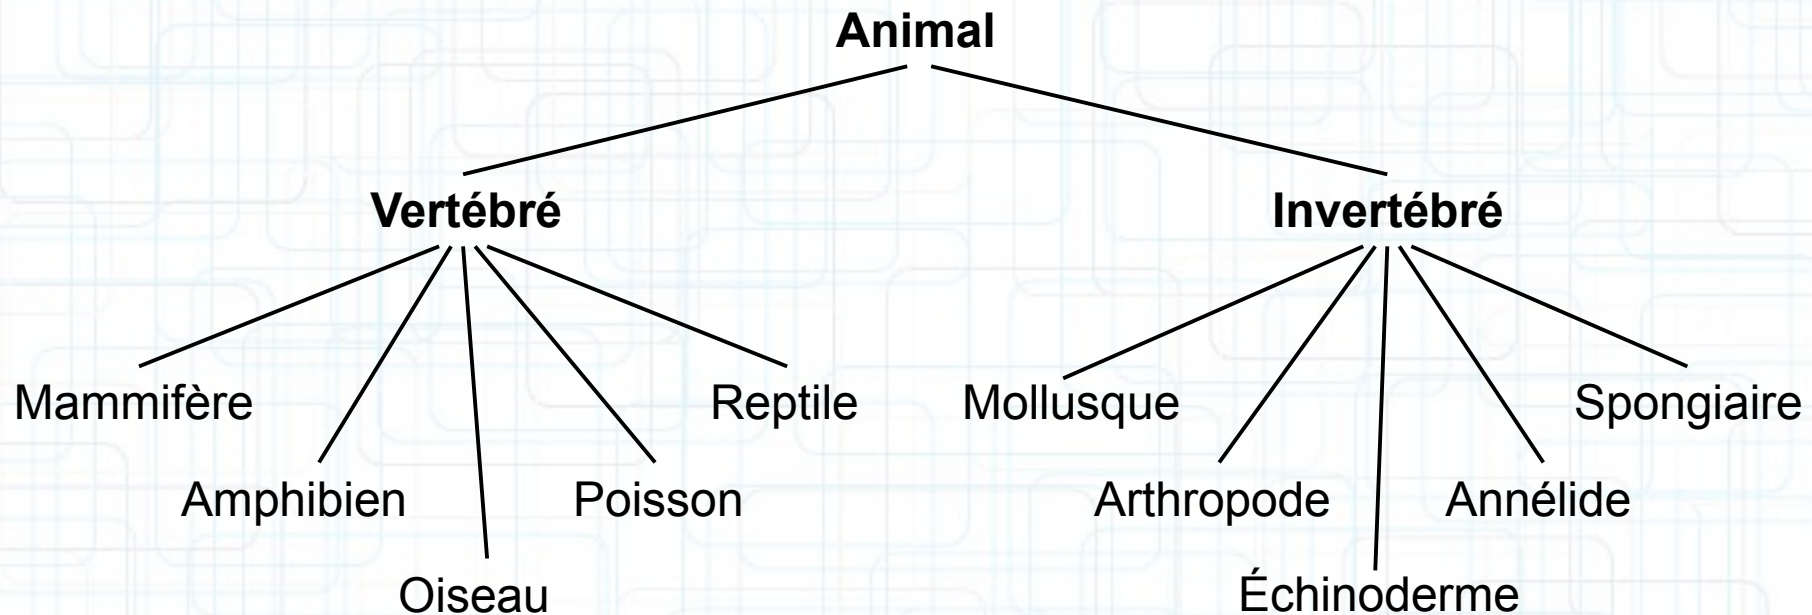 Animal
Vertébré
Invertébré
Mammifère
Reptile
Mollusque
Spongiaire
Amphibien
Poisson
Arthropode
Annélide
Oiseau
Échinoderme